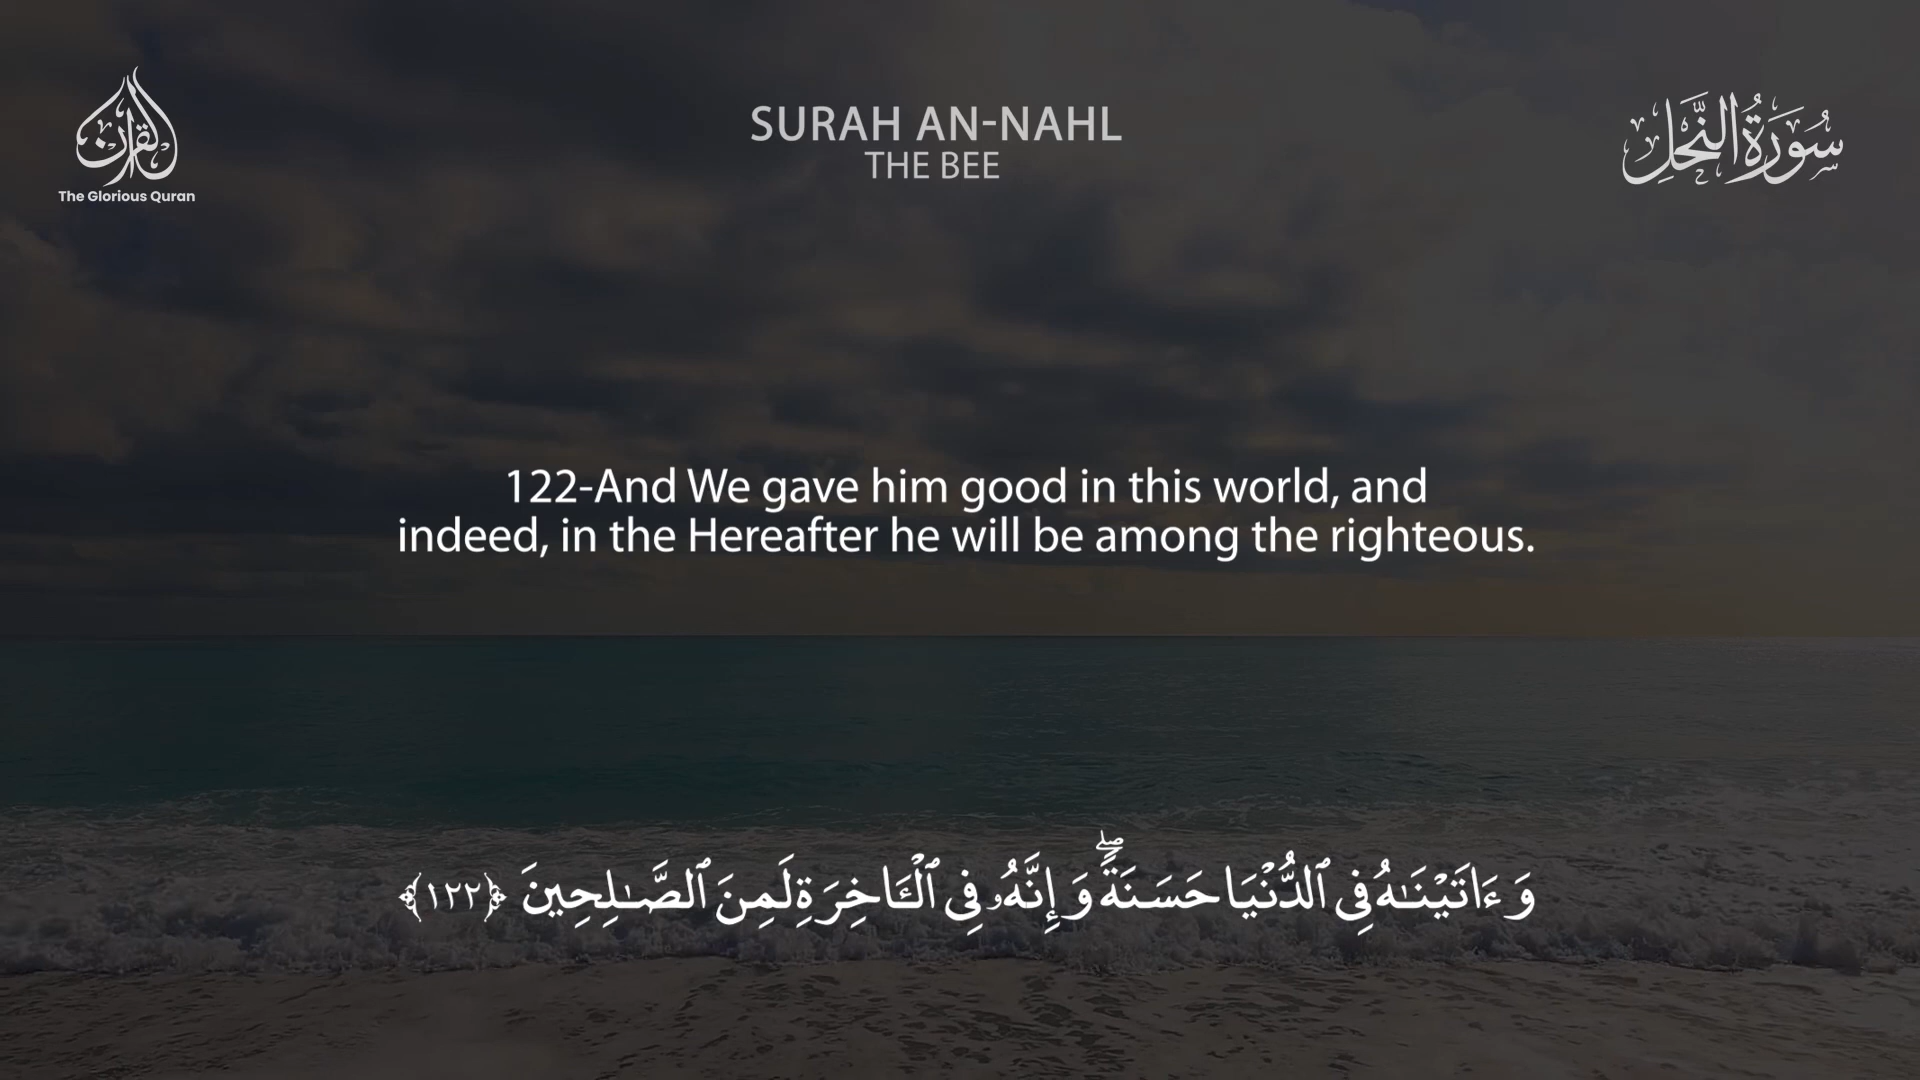 القرآن
The Glorious Quran
SURAH AN-NAHL
THE BEE
سُورَةُ النَّحْلِ
122-And We gave him good in this world, and
indeed, in the Hereafter he will be among the righteous.
وَءَاتَيْنَـٰهُ فِى ٱلدُّنْيَا حَسَنَةًۖ وَإِنَّهُۥ فِى ٱلْـَٔاخِرَةِ لَمِنَ ٱلصَّـٰلِحِينَ ﴿١٢٢﴾